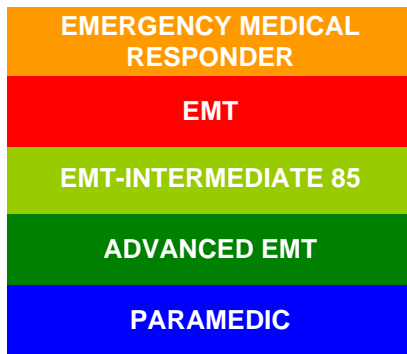 EMERGENCY MEDICAL
RESPONDER
EMT
EMT-INTERMEDIATE 85
ADVANCED EMT
PARAMEDIC